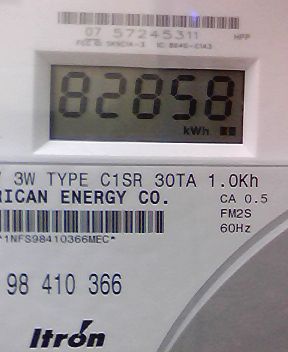 07 57245311
HPP
82858
kWh
3W TYPE C1SR 30TA 1.0Kh
RICAN ENERGY CO.
CA 0.5
FM2S
60Hz
*1NFS98410366MEC*
98 410 366
Itron